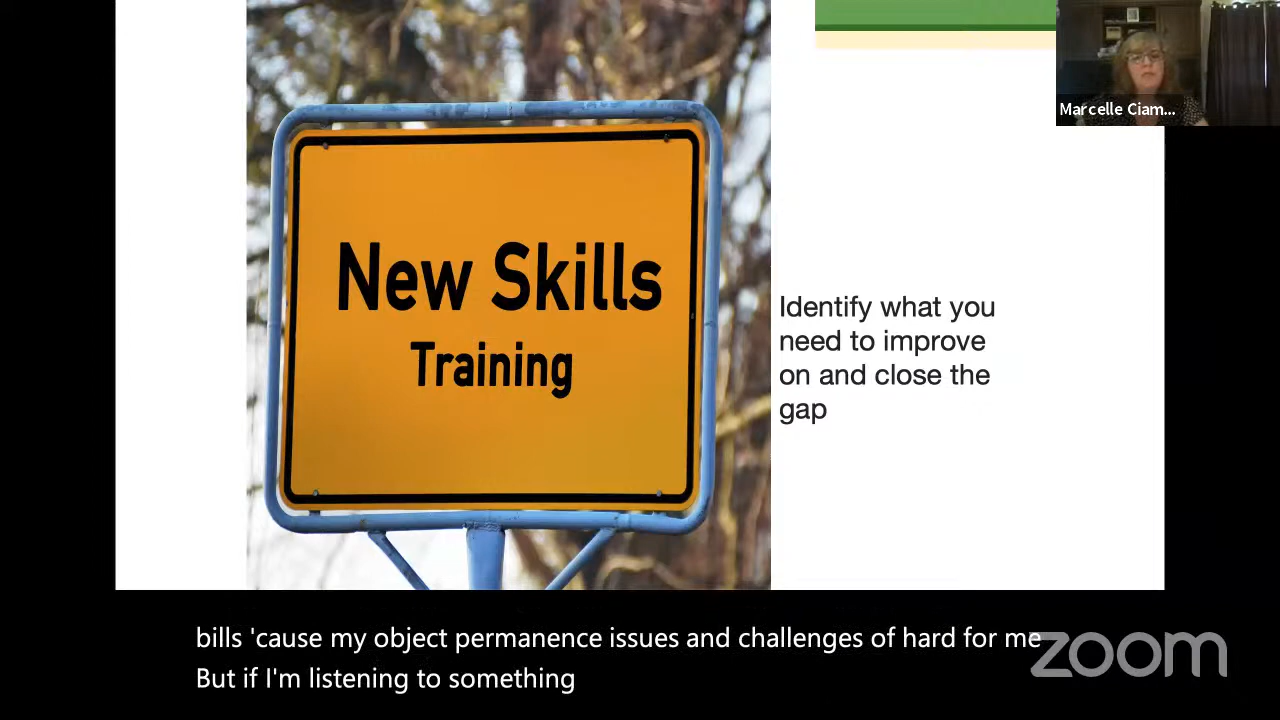 Marcelle Ciam...
New Skills
Training
Identify what you
need to improve
on and close the
gap
bills 'cause my object permanence issues and challenges of hard for me
But if I'm listening to something
zoom